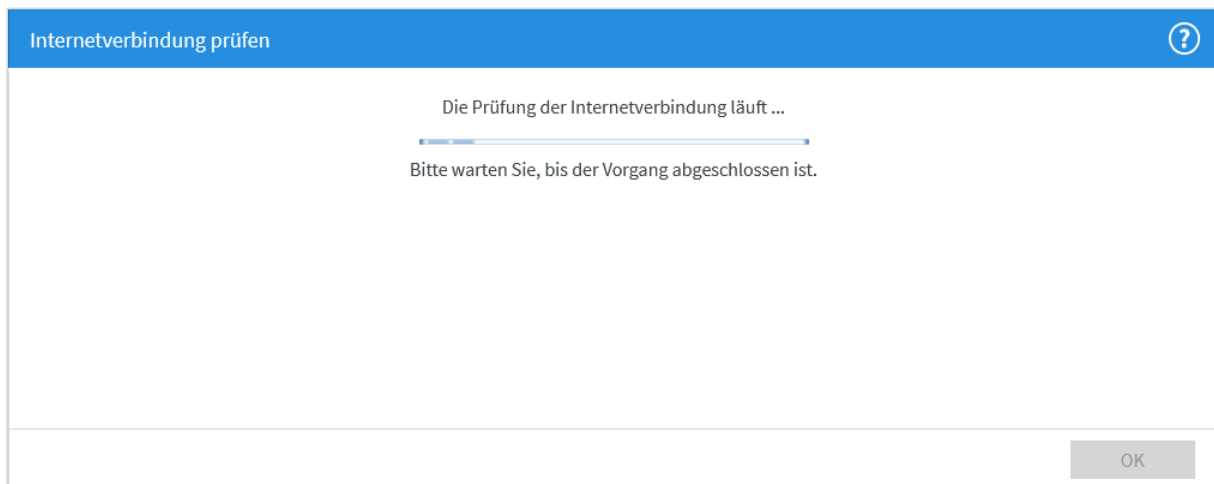 Internetverbindung prüfen
?
Die Prüfung der Internetverbindung läuft ...
Bitte warten Sie, bis der Vorgang abgeschlossen ist.
OK